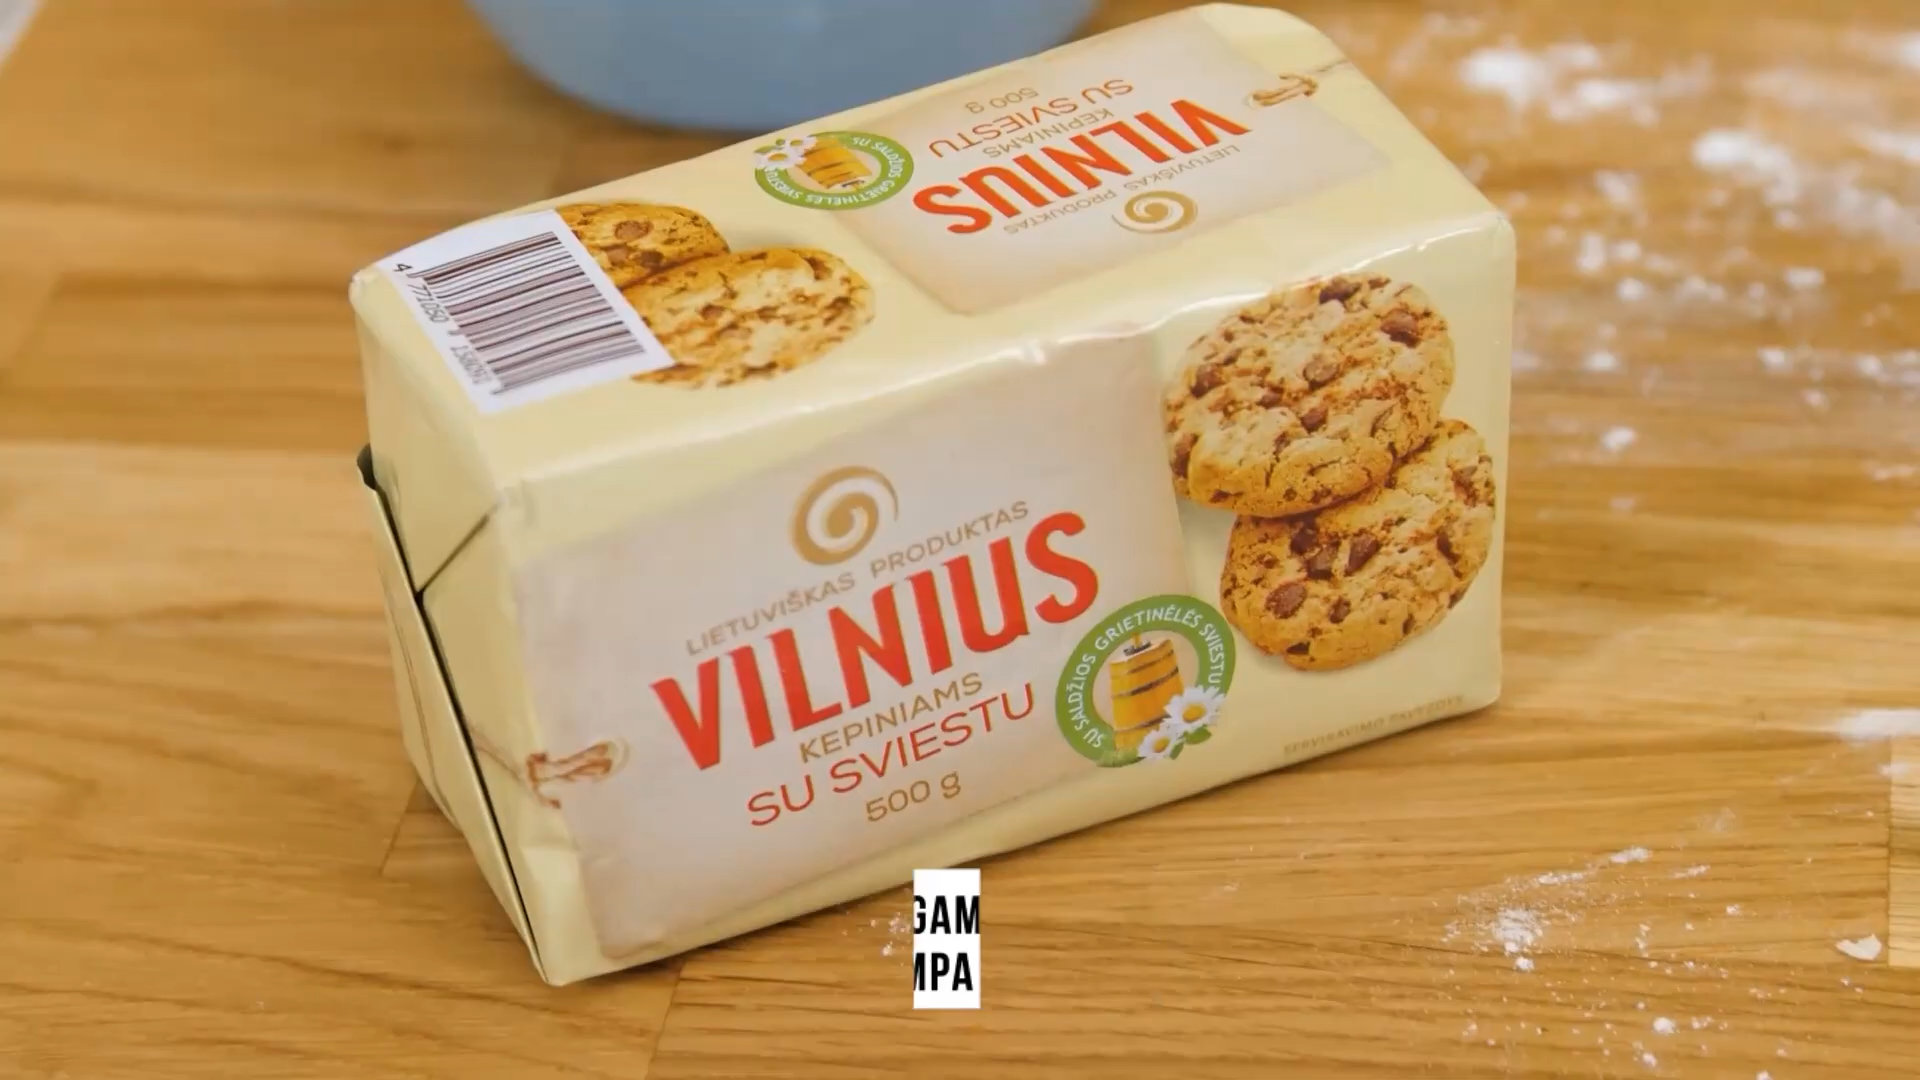 500 g
SU SVIESTU
KEPINIAMS
VILNIUS
LIETUVIŠKAS PRODUKTAS
SU SALDŽIOS GRIETINĖLĖS SVIESTU
LIETUVIŠKAS PRODUKTAS
VILNIUS
KEPINIAMS
SU SVIESTU
500 g
SU SALDŽIOS GRIETINĖLĖS SVIESTU
GAM
MPA